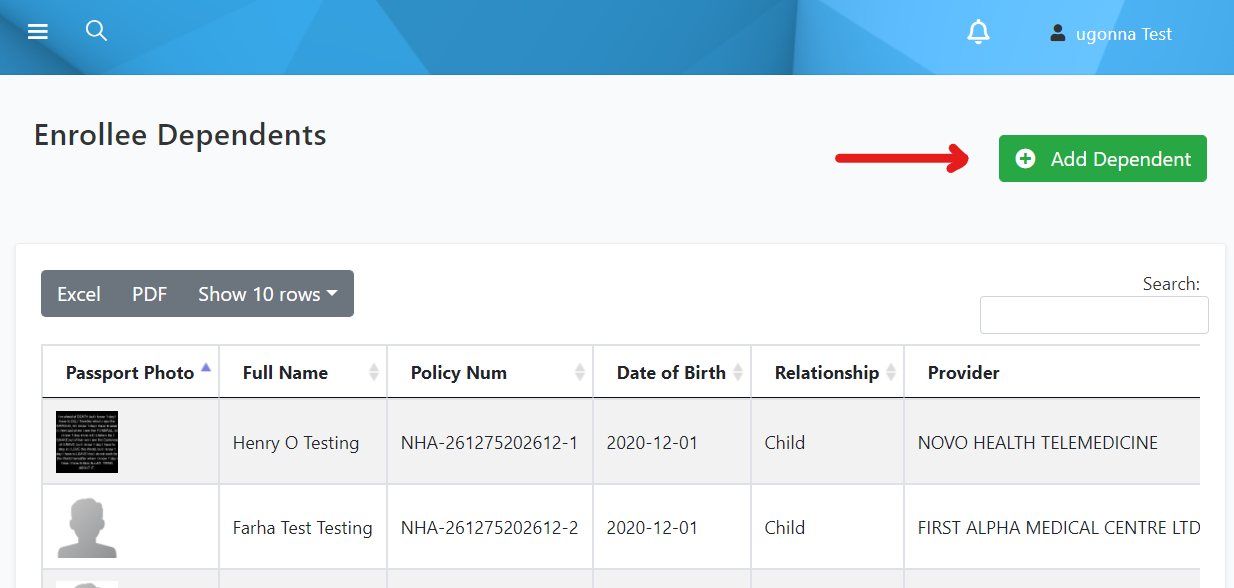 ugonna Test
Enrollee Dependents
Add Dependent
Excel PDF Show 10 rows
Search:
Passport Photo Full Name Policy Num Date of Birth Relationship Provider
Henry O Testing NHA-261275202612-1 2020-12-01 Child NOVO HEALTH TELEMEDICINE
Farha Test Testing NHA-261275202612-2 2020-12-01 Child FIRST ALPHA MEDICAL CENTRE LTD